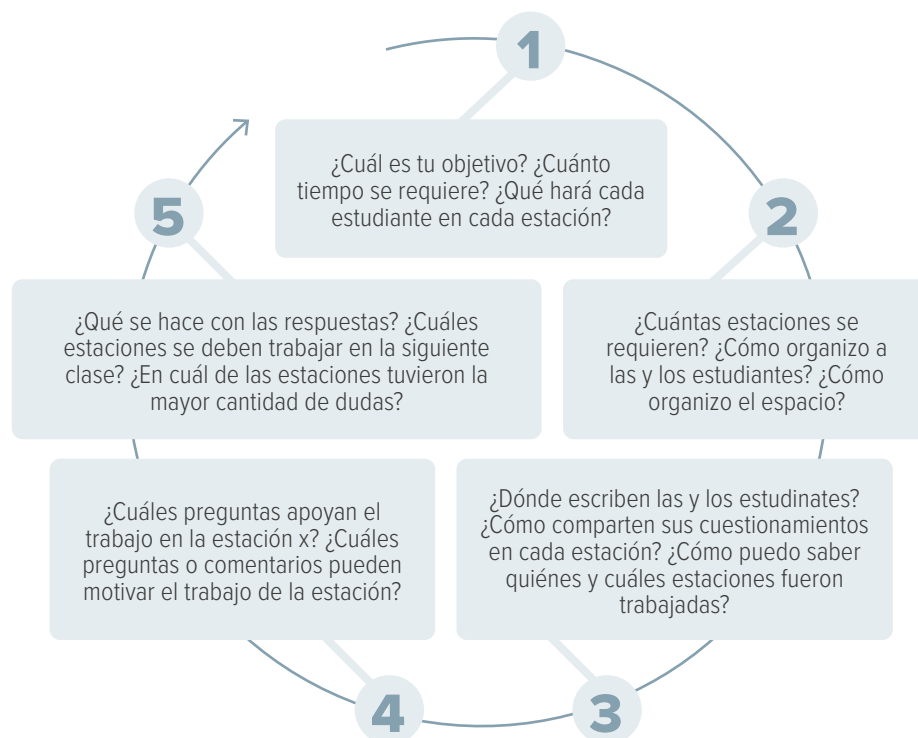 1
¿Cuál es tu objetivo? ¿Cuánto
tiempo se requiere? ¿Qué hará cada
estudiante en cada estación?
2
¿Cuántas estaciones se
requieren? ¿Cómo organizo a
las y los estudiantes? ¿Cómo
organizo el espacio?
3
¿Dónde escriben las y los estudinates?
¿Cómo comparten sus cuestionamientos
en cada estación? ¿Cómo puedo saber
quiénes y cuáles estaciones fueron
trabajadas?
4
¿Cuáles preguntas apoyan el
trabajo en la estación x? ¿Cuáles
preguntas o comentarios pueden
motivar el trabajo de la estación?
5
¿Qué se hace con las respuestas? ¿Cuáles
estaciones se deben trabajar en la siguiente
clase? ¿En cuál de las estaciones tuvieron la
mayor cantidad de dudas?